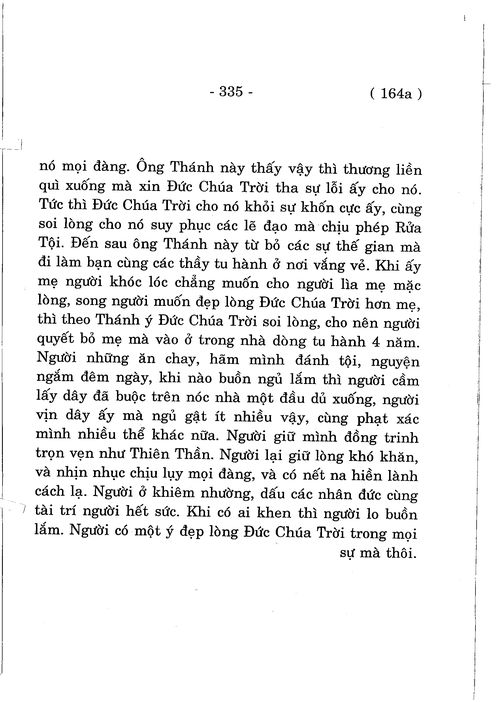 - 335 -
( 164a )
nó mọi đàng. Ông Thánh này thấy vậy thì thương liền
quì xuống mà xin Đức Chúa Trời tha sự lỗi ấy cho nó.
Tức thì Đức Chúa Trời cho nó khỏi sự khốn cực ấy, cùng
soi lòng cho nó suy phục các lẽ đạo mà chịu phép Rửa
Tội. Đến sau ông Thánh này từ bỏ các sự thế gian mà
đi làm bạn cùng các thầy tu hành ở nơi vắng vẻ. Khi ấy
mẹ người khóc lóc chẳng muốn cho người lìa mẹ mặc
lòng, song người muốn đẹp lòng Đức Chúa Trời hơn mẹ,
thì theo Thánh ý Đức Chúa Trời soi lòng, cho nên người
quyết bỏ mẹ mà vào ở trong nhà dòng tu hành 4 năm.
Người những ăn chay, hãm mình đánh tội, nguyện
ngắm đêm ngày, khi nào buồn ngủ lắm thì người cầm
lấy dây đã buộc trên nóc nhà một đầu dủ xuống, người
vịn dây ấy mà ngủ gật ít nhiều vậy, cùng phạt xác
mình nhiều thể khác nữa. Người giữ mình đồng trinh
trọn vẹn như Thiên Thần. Người lại giữ lòng khó khăn,
và nhịn nhục chịu lụy mọi đàng, và có nết na hiền lành
cách lạ. Người ở khiêm nhường, dấu các nhân đức cùng
tài trí người hết sức. Khi có ai khen thì người lo buồn
lắm. Người có một ý đẹp lòng Đức Chúa Trời trong mọi
sự mà thôi.